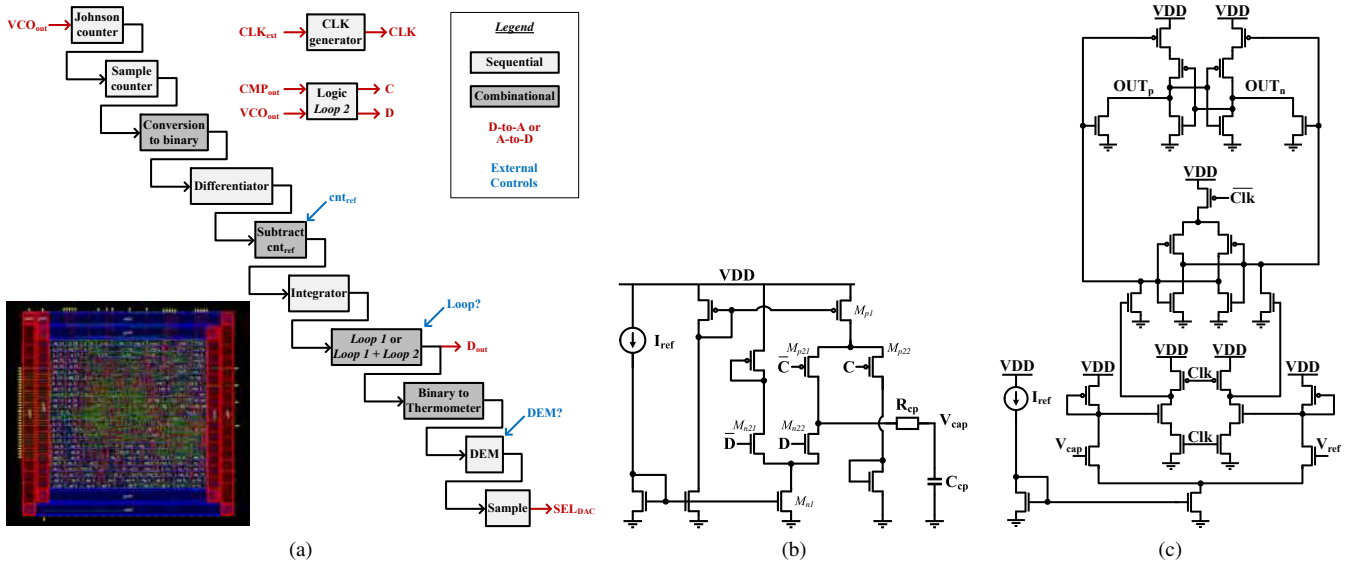 VCOout
Johnson
counter
Sample
counter
Conversion
to binary
Differentiator
cntref
Subtract
cntref
Integrator
Loop?
Loop 1 or
Loop 1 + Loop 2
Dout
Binary to
Thermometer
DEM?
DEM
Sample
SELDAC
CLKext
CLK
generator
CLK
CMPout
VCOout
Logic
Loop 2
C
D
Legend
Sequential
Combinational
D-to-A or
A-to-D
External
Controls
(a)
VDD
Iref
Mp1
Mp21
Mp22
C̅
C
Rcp
Vcap
Mn21
Mn22
D̅
D
Ccp
Mn1
(b)
VDD
VDD
OUTp
OUTn
VDD
C̅l̅k̅
VDD
VDD
VDD
VDD
VDD
Clk
Iref
Clk
Vcap
Vref
(c)